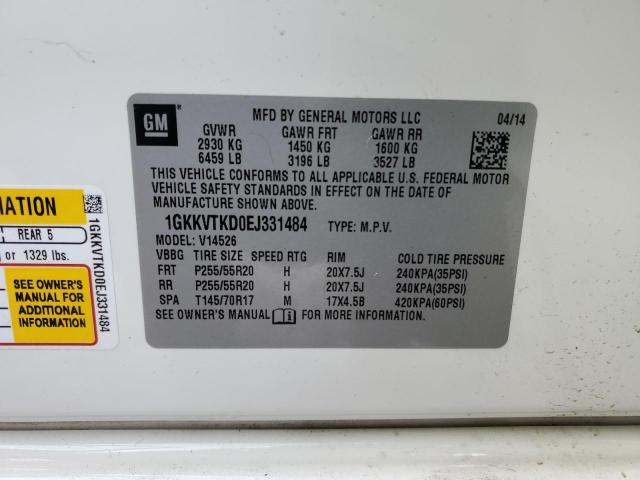 GM
®
MFD BY GENERAL MOTORS LLC 04/14
GVWR GAWR FRT GAWR RR
2930 KG 1450 KG 1600 KG
6459 LB 3196 LB 3527 LB
THIS VEHICLE CONFORMS TO ALL APPLICABLE U.S. FEDERAL MOTOR
VEHICLE SAFETY STANDARDS IN EFFECT ON THE DATE OF
MANUFACTURE SHOWN ABOVE.
1GKKVTKD0EJ331484 TYPE: M.P.V.
MODEL: V14526
VBBG TIRE SIZE SPEED RTG RIM COLD TIRE PRESSURE
FRT P255/55R20 H 20X7.5J 240KPA(35PSI)
RR P255/55R20 H 20X7.5J 240KPA(35PSI)
SPA T145/70R17 M 17X4.5B 420KPA(60PSI)
SEE OWNER'S MANUAL FOR MORE INFORMATION.
MATION
REAR 5
or 1329 lbs.
SEE OWNER'S
MANUAL FOR
ADDITIONAL
INFORMATION
1GKKVTKD0EJ331484